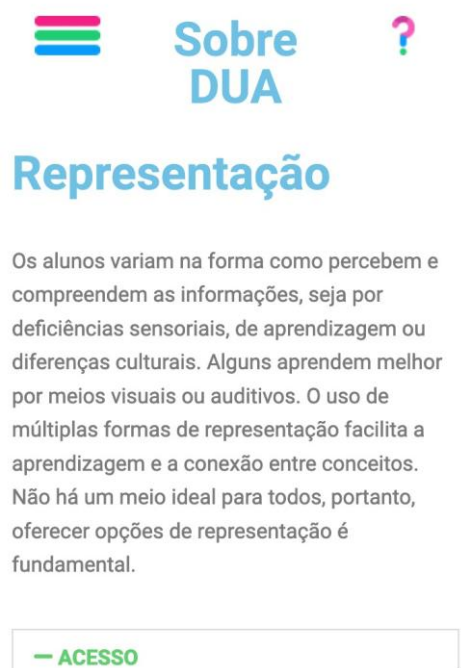 Sobre
DUA
?
Representação
Os alunos variam na forma como percebem e
compreendem as informações, seja por
deficiências sensoriais, de aprendizagem ou
diferenças culturais. Alguns aprendem melhor
por meios visuais ou auditivos. O uso de
múltiplas formas de representação facilita a
aprendizagem e a conexão entre conceitos.
Não há um meio ideal para todos, portanto,
oferecer opções de representação é
fundamental.
— ACESSO